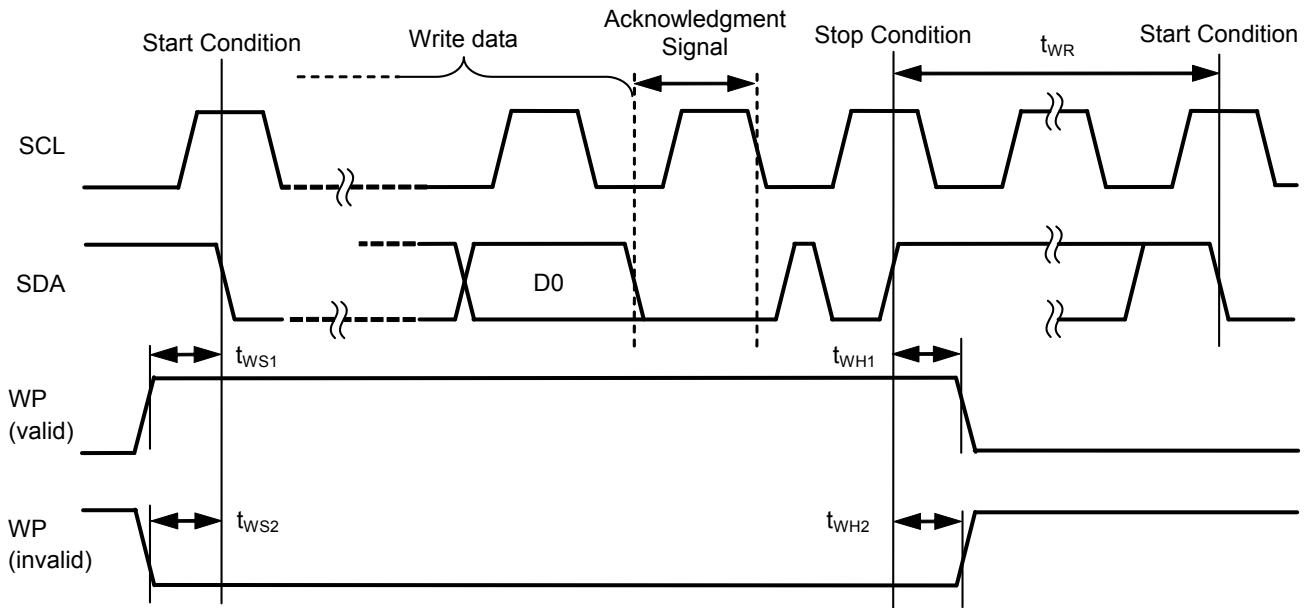 Start Condition
Write data
Acknowledgment
Signal
Stop Condition
tWR
Start Condition
SCL
SDA
D0
tWS1
tWH1
WP
(valid)
tWS2
tWH2
WP
(invalid)